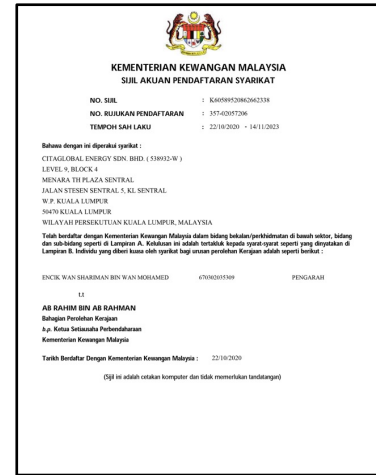 KEMENTERIAN KEWANGAN MALAYSIA
SIJIL AKUAN PENDAFTARAN SYARIKAT
NO. SIJIL : K60589520862662338
NO. RUJUKAN PENDAFTARAN : 357-02057206
TEMPOH SAH LAKU : 22/10/2020 - 14/11/2023
Bahawa dengan ini diperakui syarikat :
CITAGLOBAL ENERGY SDN. BHD. ( 538932-W )
LEVEL 9, BLOCK 4
MENARA TH PLAZA SENTRAL
JALAN STESEN SENTRAL 5, KL SENTRAL
W.P. KUALA LUMPUR
50470 KUALA LUMPUR
WILAYAH PERSEKUTUAN KUALA LUMPUR, MALAYSIA
Telah berdaftar dengan Kementerian Kewangan Malaysia dalam bidang bekalan/perkhidmatan di bawah sektor, bidang
dan sub-bidang seperti di Lampiran A. Kelulusan ini adalah tertakluk kepada syarat-syarat seperti yang dinyatakan di
Lampiran B. Individu yang diberi kuasa oleh syarikat bagi urusan perolehan Kerajaan adalah seperti berikut :
ENCIK WAN SHARIMAN BIN WAN MOHAMED 670302035309 PENGARAH
t.t
AB RAHIM BIN AB RAHMAN
Bahagian Perolehan Kerajaan
b.p. Ketua Setiausaha Perbendaharaan
Kementerian Kewangan Malaysia
Tarikh Berdaftar Dengan Kementerian Kewangan Malaysia : 22/10/2020
(Sijil ini adalah cetakan komputer dan tidak memerlukan tandatangan)